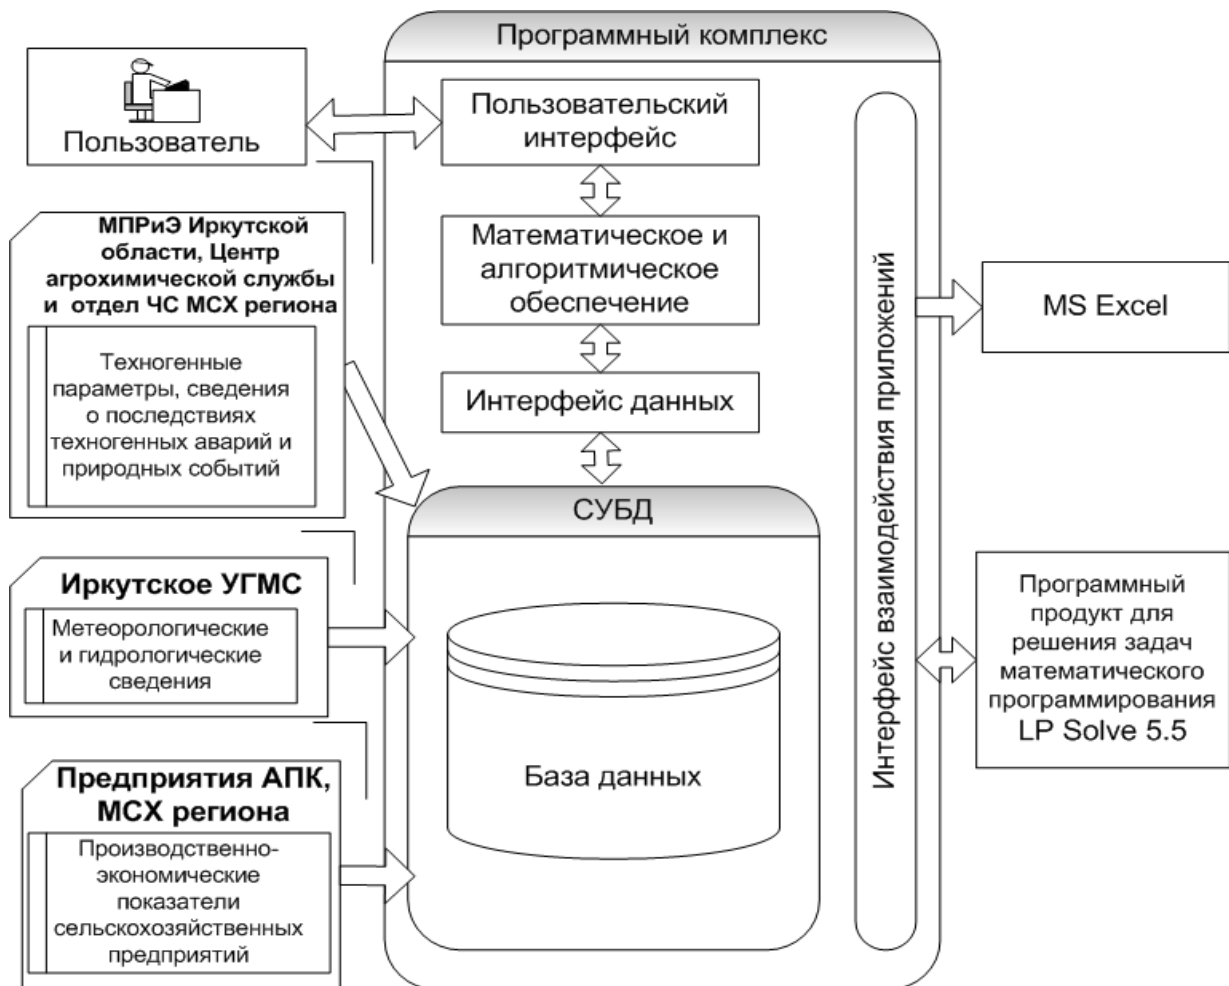 Программный комплекс
Пользователь
Пользовательский
интерфейс
МПРиЭ Иркутской
области, Центр
агрохимической службы
и отдел ЧС МСХ региона
Техногенные
параметры, сведения
о последствиях
техногенных аварий и
природных событий
Математическое и
алгоритмическое
обеспечение
Интерфейс данных
СУБД
База данных
Иркутское УГМС
Метеорологические
и гидрологические
сведения
Предприятия АПК,
МСХ региона
Производственно-
экономические
показатели
сельскохозяйственных
предприятий
Интерфейс взаимодействия приложений
MS Excel
Программный
продукт для
решения задач
математического
программирования
LP Solve 5.5